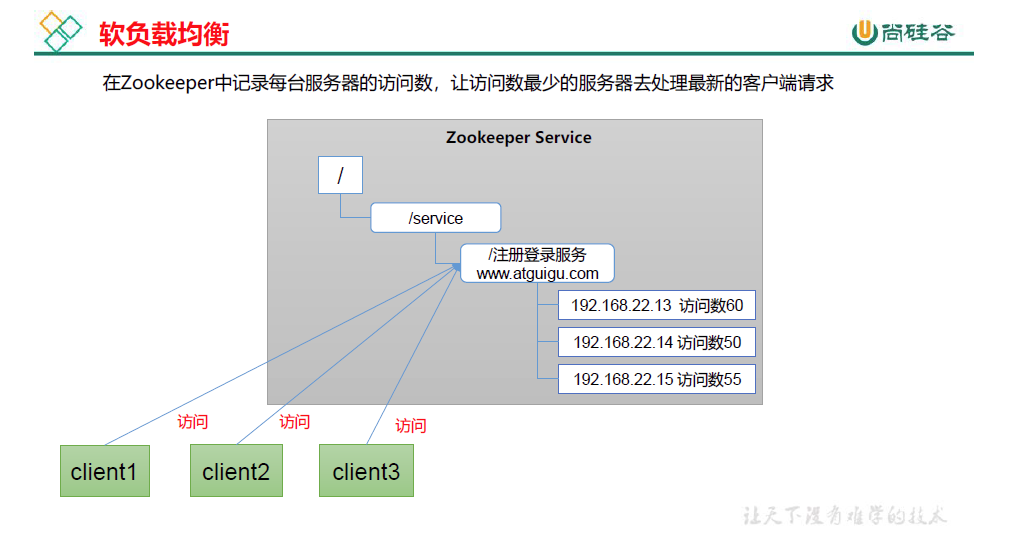 软负载均衡
尚硅谷
在Zookeeper中记录每台服务器的访问数，让访问数最少的服务器去处理最新的客户端请求
Zookeeper Service
/
/service
/注册登录服务
www.atguigu.com
192.168.22.13 访问数60
192.168.22.14 访问数50
192.168.22.15 访问数55
访问
访问
访问
client1
client2
client3
让天下没有难学的技术